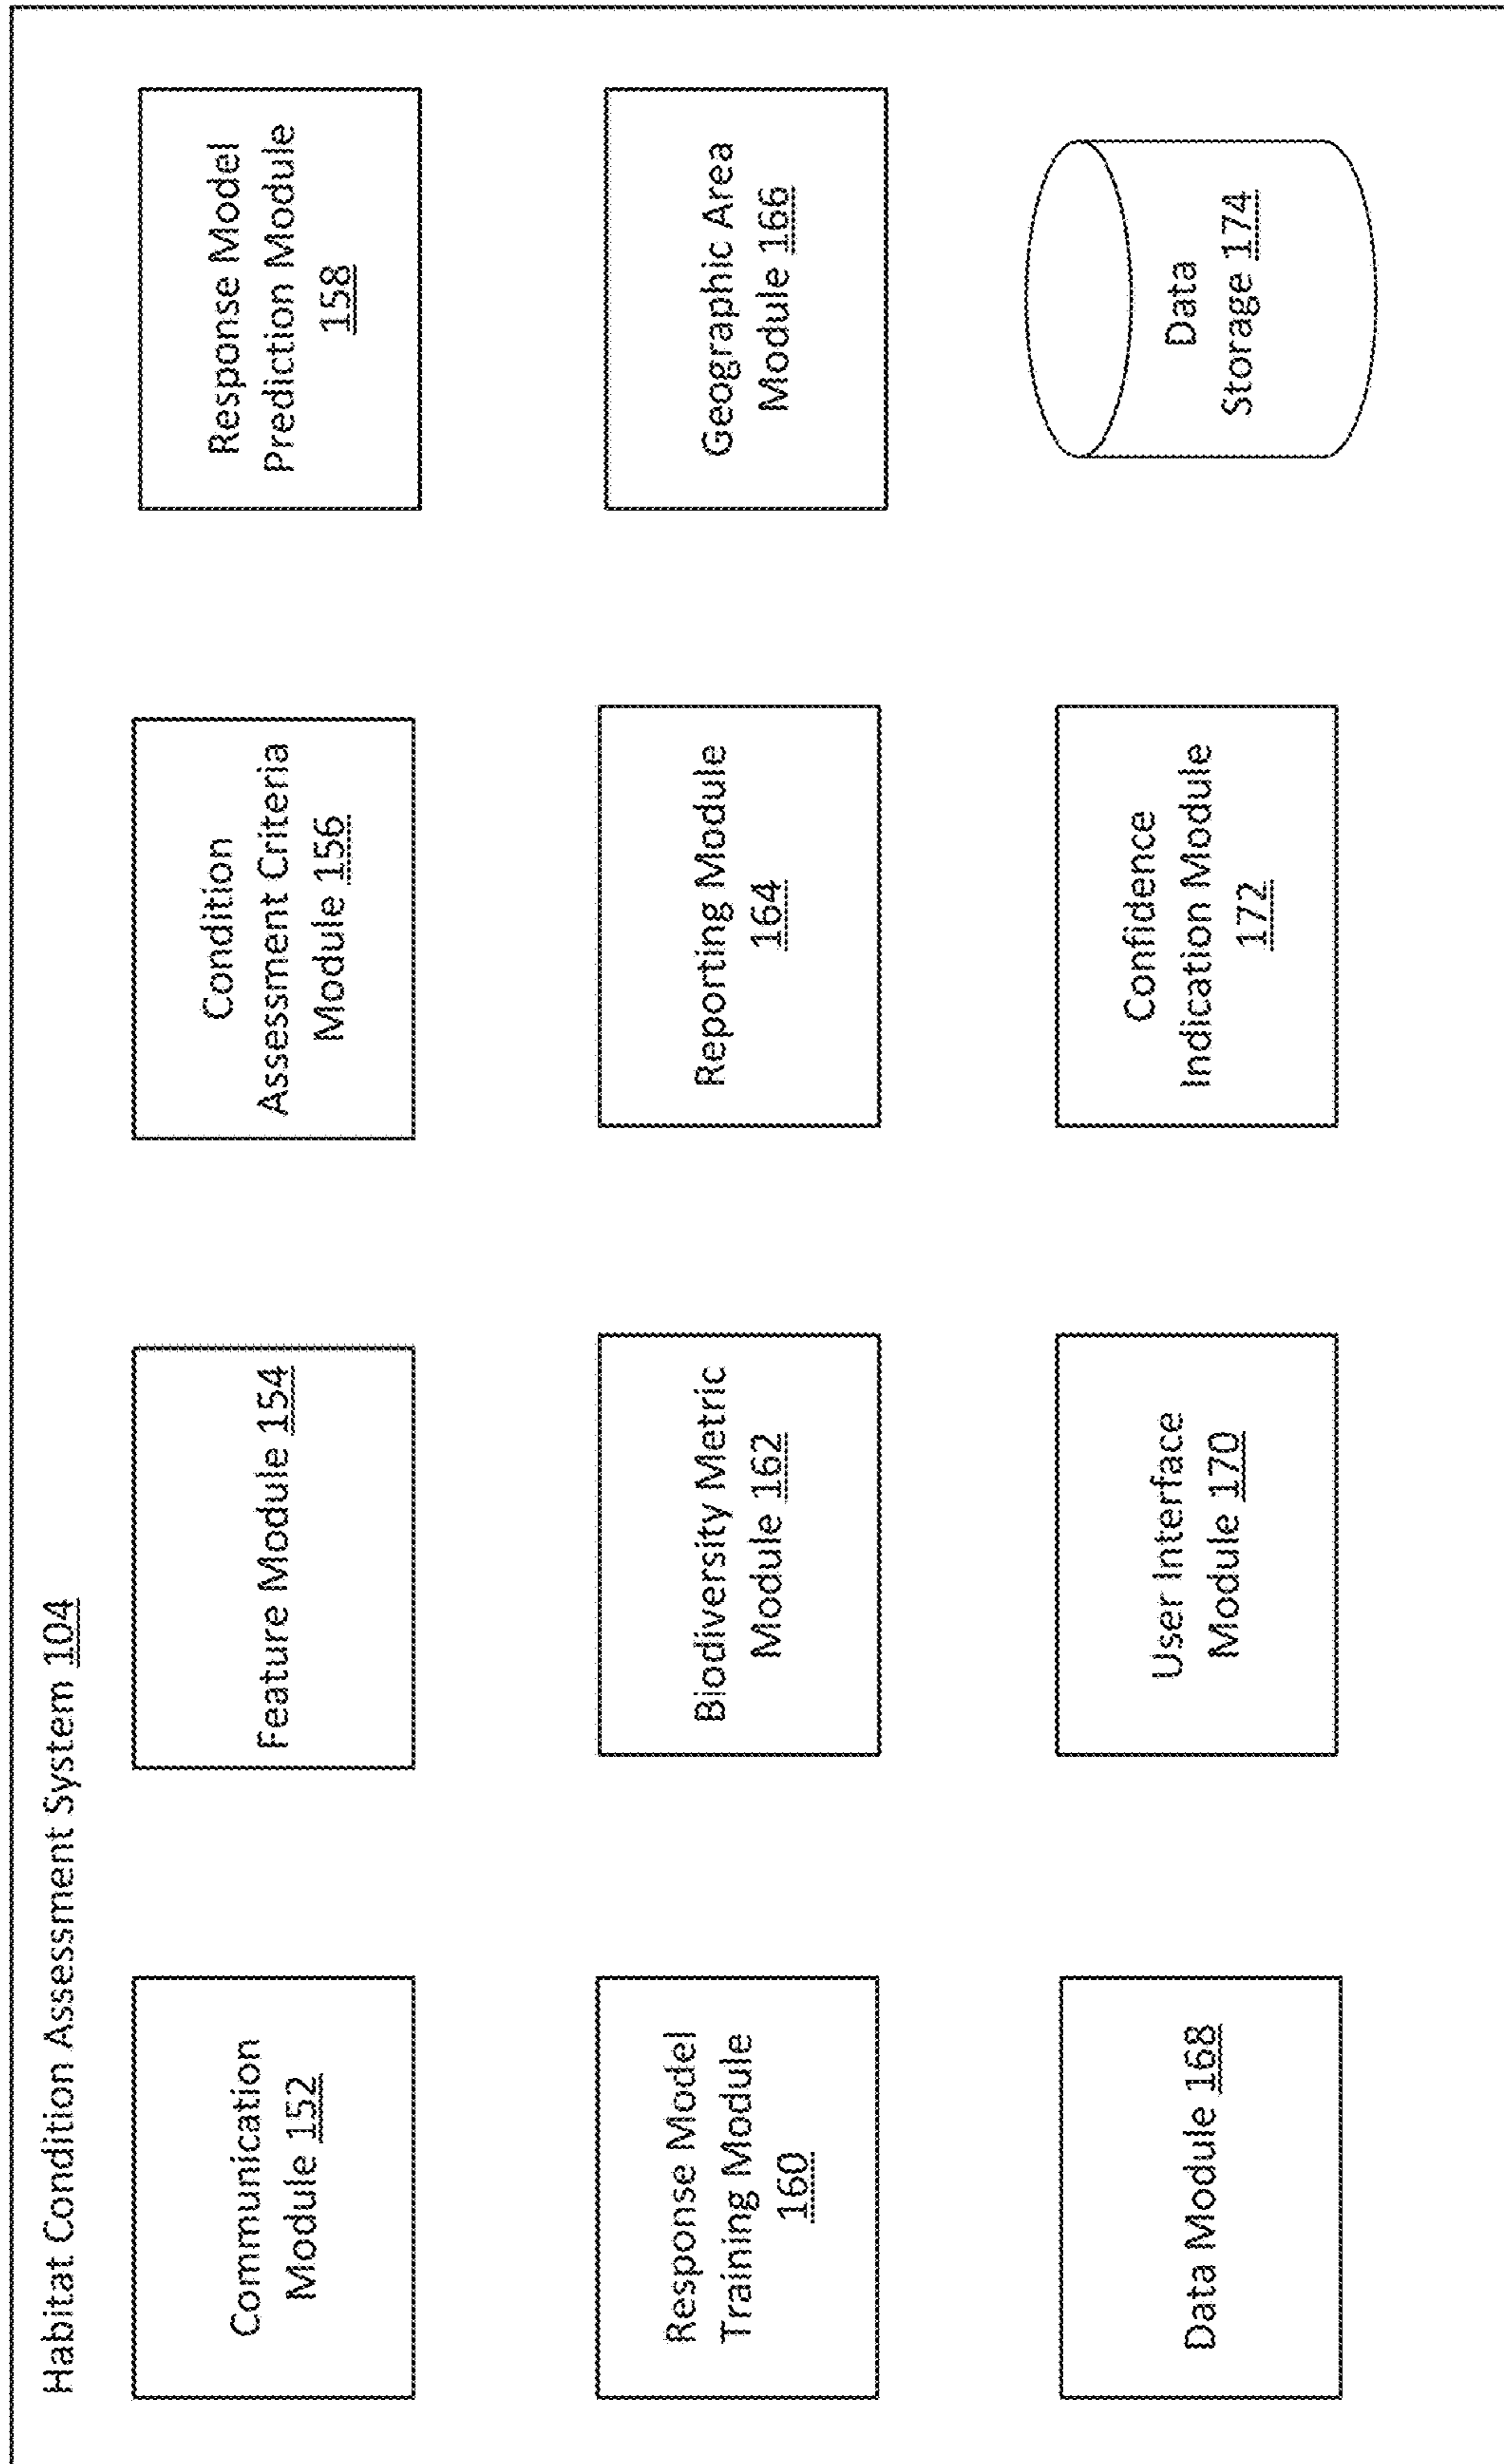 Habitat Condition Assessment System 104
Communication
Module 152
Feature Module 154
Condition
Assessment Criteria
Module 156
Response Model
Prediction Module
158
Response Model
Training Module
160
Biodiversity Metric
Module 162
Reporting Module
164
Geographic Area
Module 166
Data Module 168
User Interface
Module 170
Confidence
Indication Module
172
Data
Storage 174